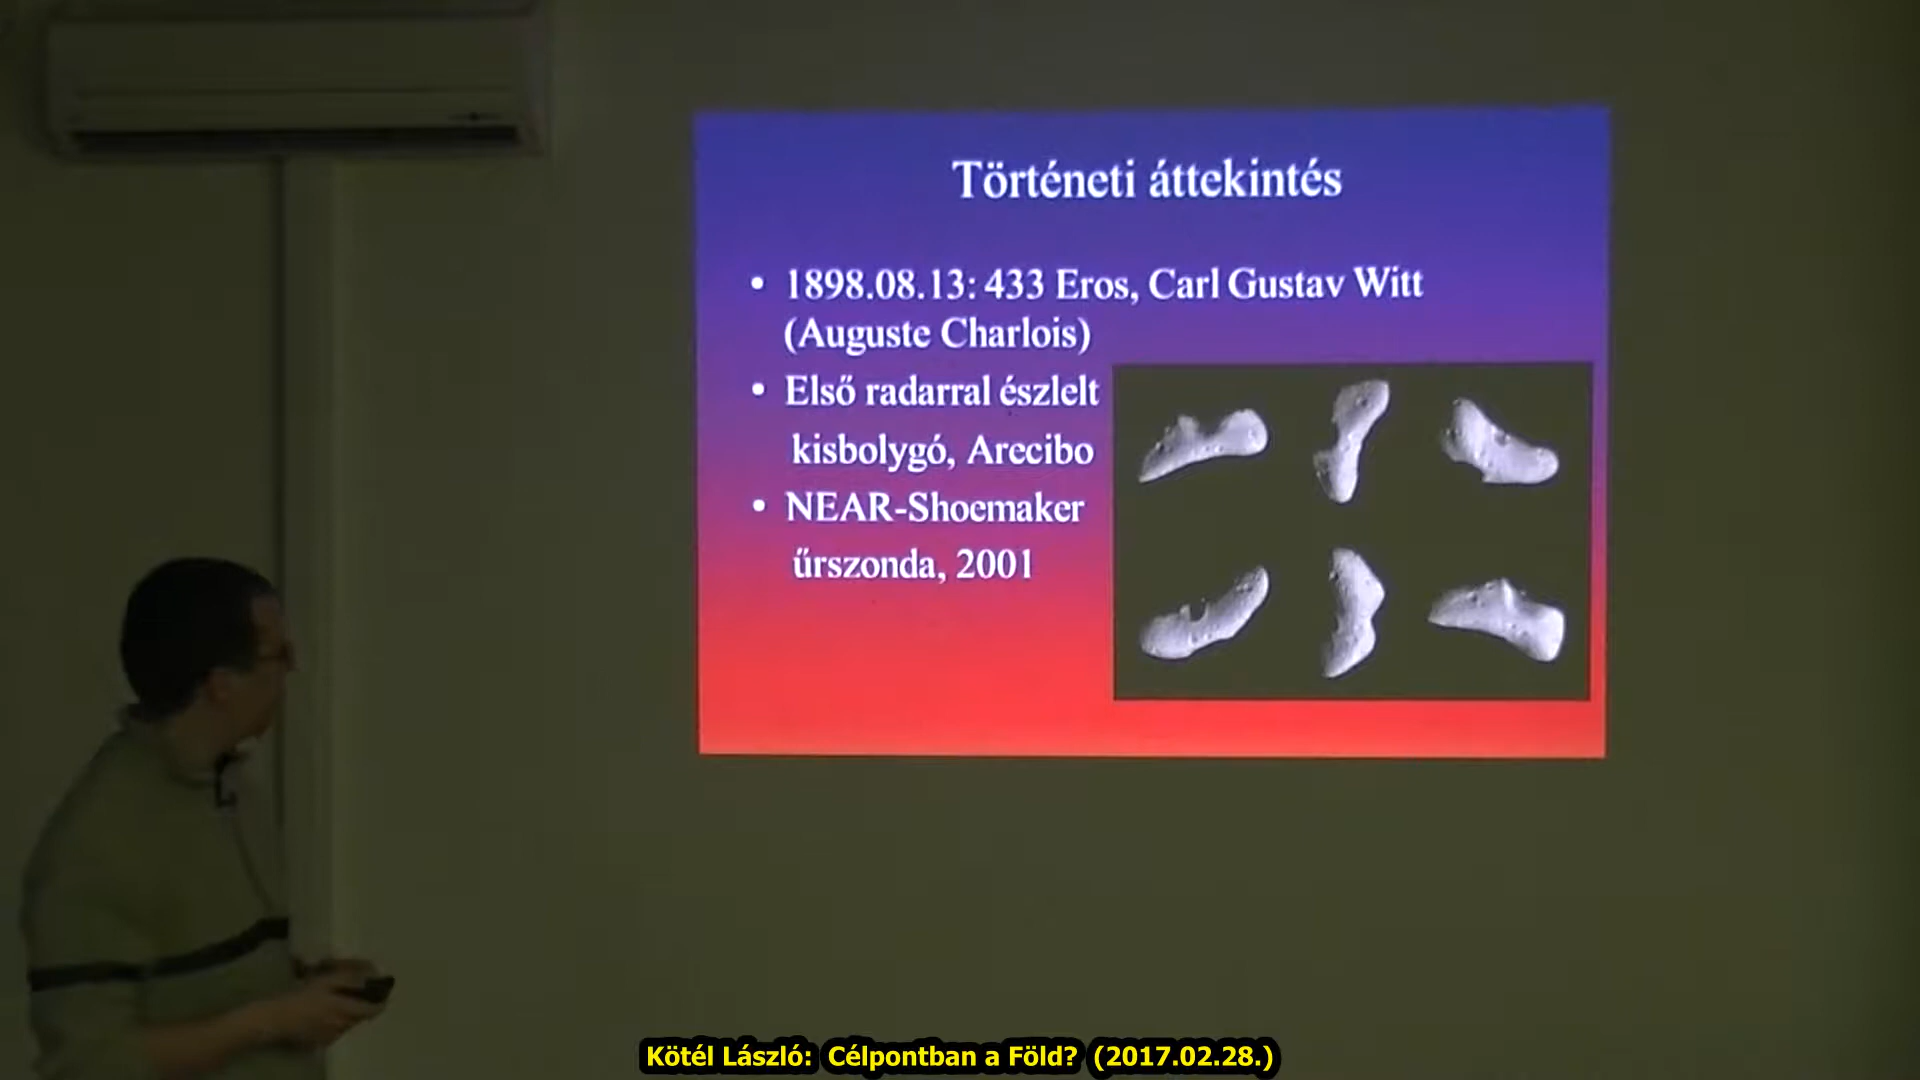 Történeti áttekintés
• 1898.08.13: 433 Eros, Carl Gustav Witt
(Auguste Charlois)
• Első radarral észlelt
kisbolygó, Arecibo
• NEAR-Shoemaker
űrszonda, 2001
Kötél László: Célpontban a Föld? (2017.02.28.)